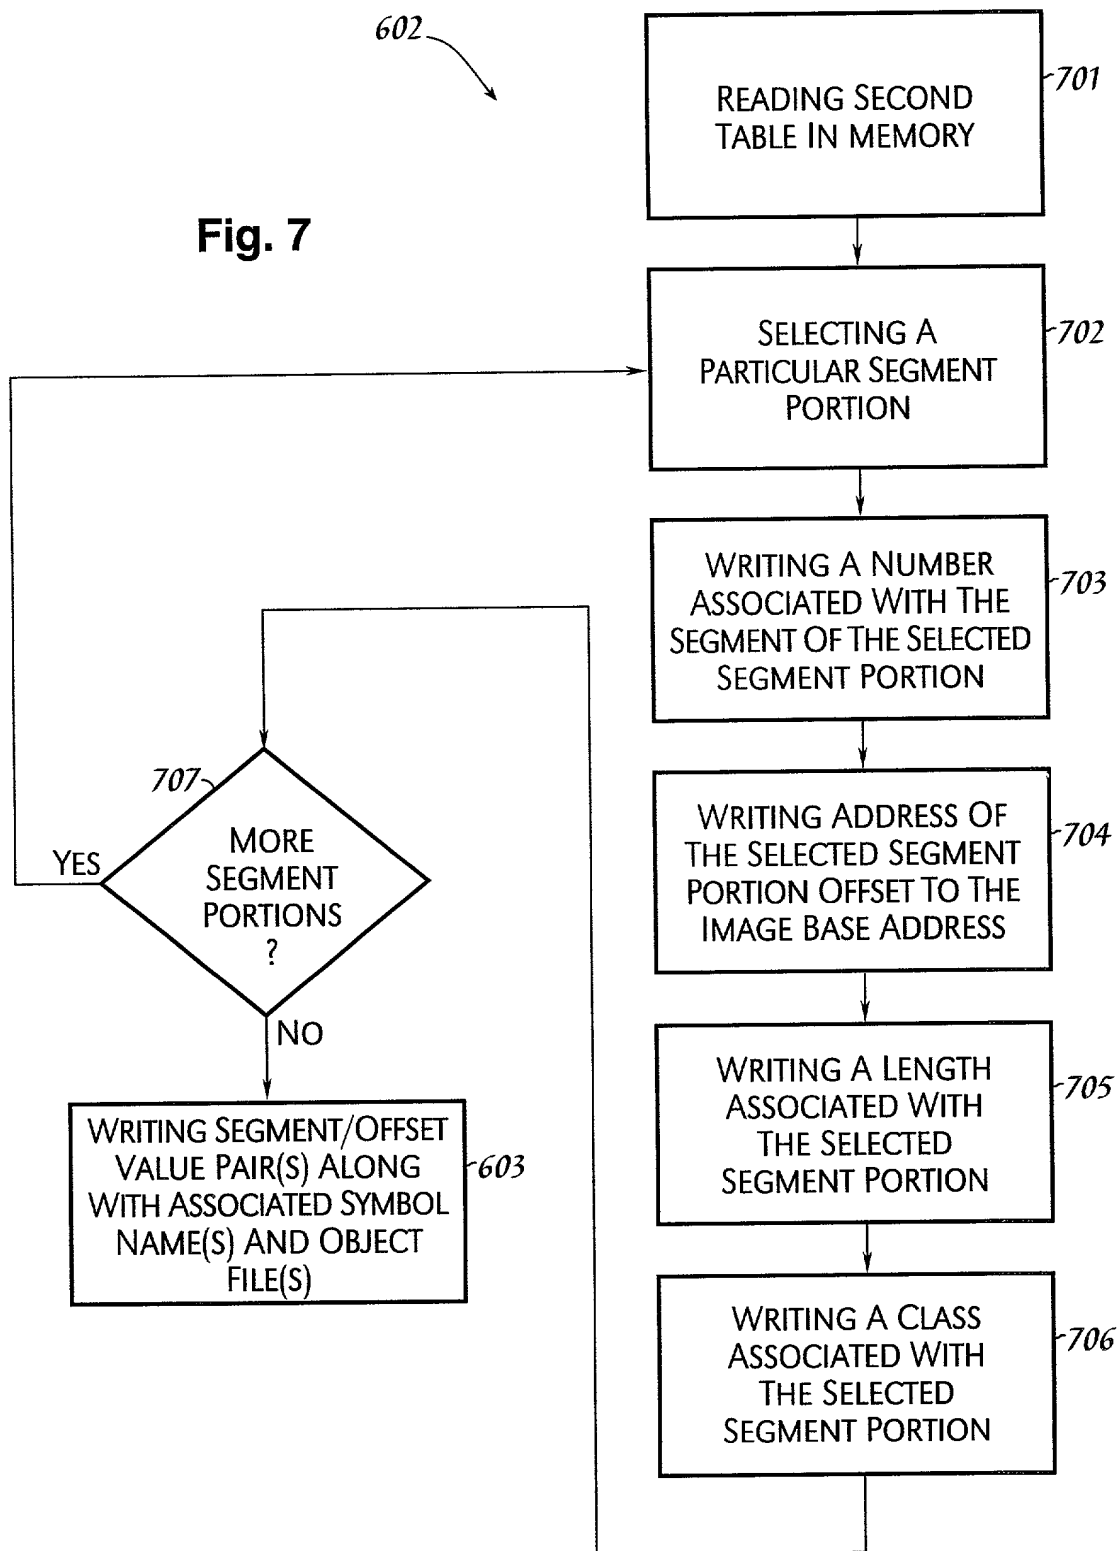 602
Fig. 7
READING SECOND
TABLE IN MEMORY
701
SELECTING A
PARTICULAR SEGMENT
PORTION
702
WRITING A NUMBER
ASSOCIATED WITH THE
SEGMENT OF THE SELECTED
SEGMENT PORTION
703
WRITING ADDRESS OF
THE SELECTED SEGMENT
PORTION OFFSET TO THE
IMAGE BASE ADDRESS
704
WRITING A LENGTH
ASSOCIATED WITH
THE SELECTED
SEGMENT PORTION
705
WRITING A CLASS
ASSOCIATED WITH
THE SELECTED
SEGMENT PORTION
706
707
MORE
SEGMENT
PORTIONS
?
YES
NO
WRITING SEGMENT/OFFSET
VALUE PAIR(S) ALONG
WITH ASSOCIATED SYMBOL
NAME(S) AND OBJECT
FILE(S)
603